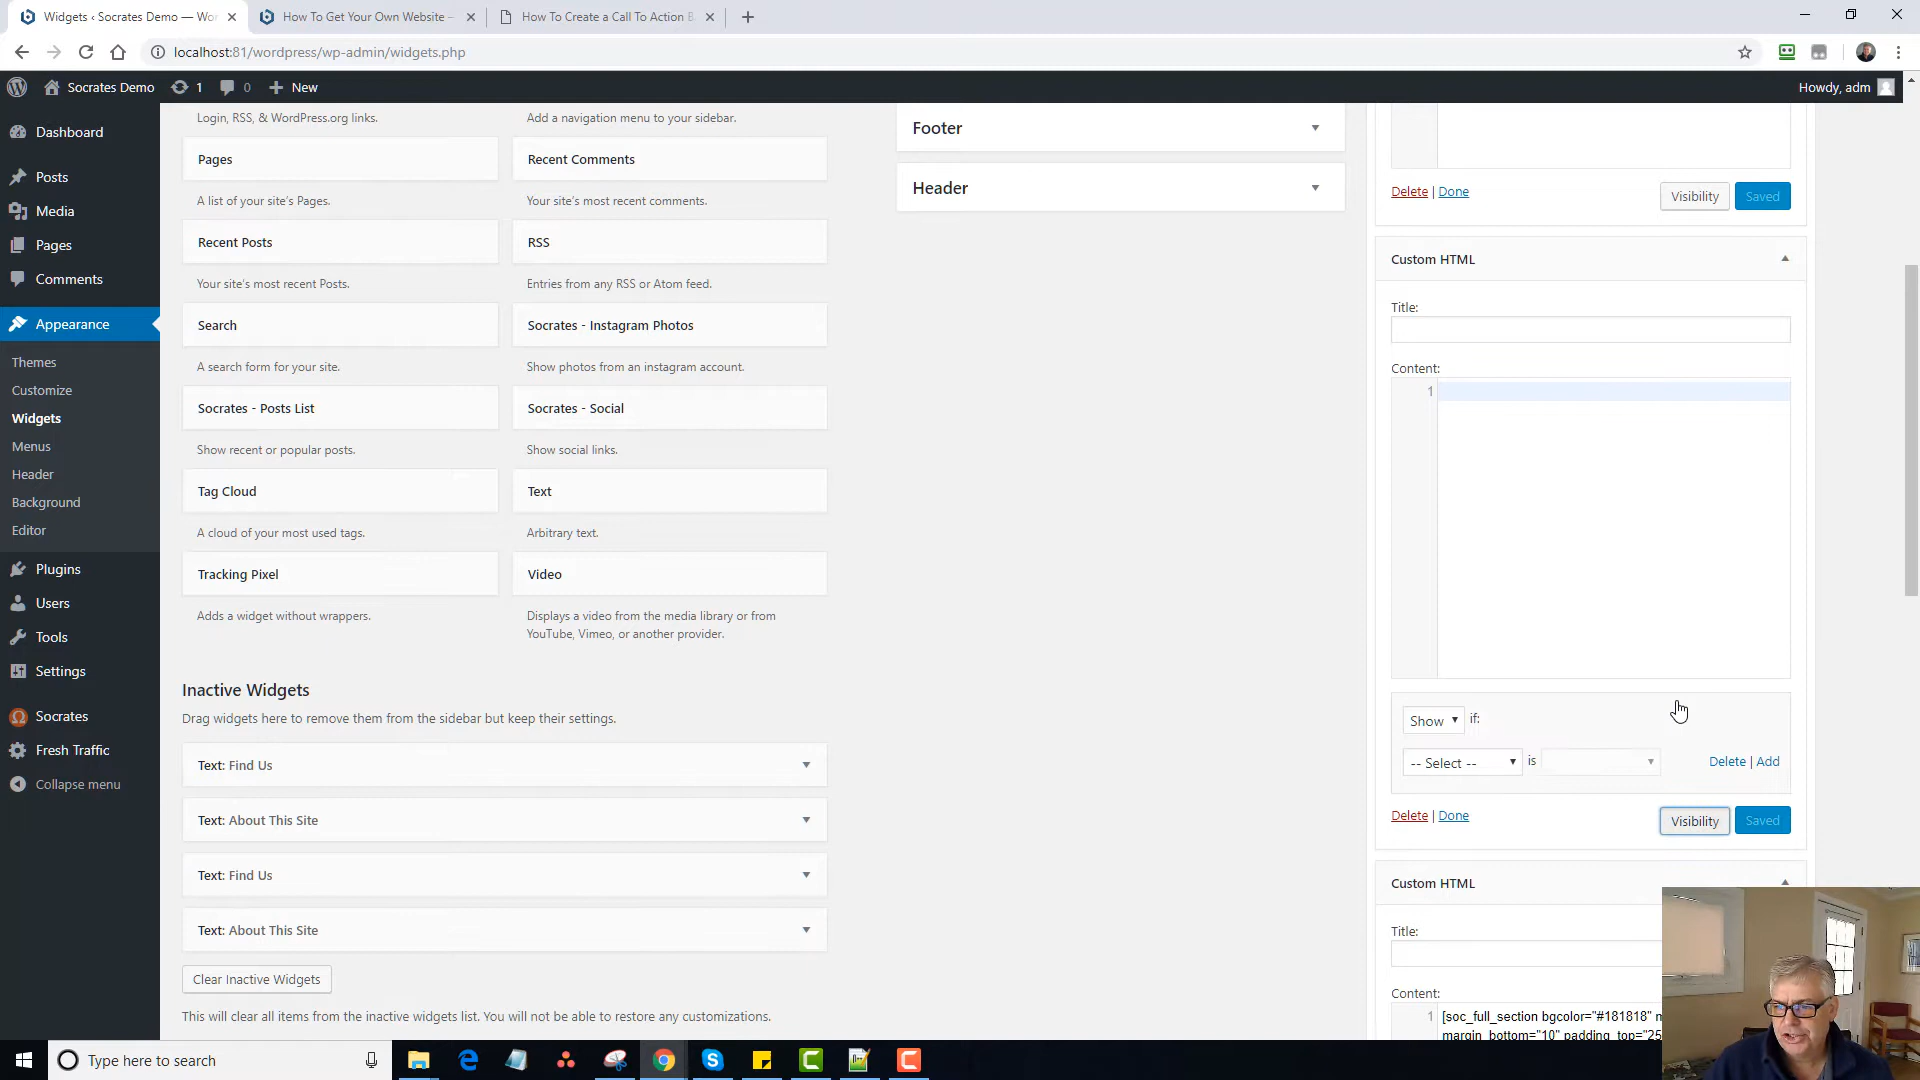 Widgets ‹ Socrates Demo — Wor
How To Get Your Own Website –
How To Create a Call To Action B
localhost:81/wordpress/wp-admin/widgets.php
Socrates Demo
1
0
New
Howdy, adm
Dashboard
Posts
Media
Pages
Comments
Appearance
Themes
Customize
Widgets
Menus
Header
Background
Editor
Plugins
Users
Tools
Settings
Socrates
Fresh Traffic
Collapse menu
Login, RSS, & WordPress.org links.
Add a navigation menu to your sidebar.
Pages
Recent Comments
A list of your site's Pages.
Your site's most recent comments.
Recent Posts
RSS
Your site's most recent Posts.
Entries from any RSS or Atom feed.
Search
Socrates - Instagram Photos
A search form for your site.
Show photos from an instagram account.
Socrates - Posts List
Socrates - Social
Show recent or popular posts.
Show social links.
Tag Cloud
Text
A cloud of your most used tags.
Arbitrary text.
Tracking Pixel
Video
Adds a widget without wrappers.
Displays a video from the media library or from
YouTube, Vimeo, or another provider.
Inactive Widgets
Drag widgets here to remove them from the sidebar but keep their settings.
Text: Find Us
Text: About This Site
Text: Find Us
Text: About This Site
Clear Inactive Widgets
This will clear all items from the inactive widgets list. You will not be able to restore any customizations.
Footer
Header
Delete | Done
Visibility
Saved
Custom HTML
Title:
Content:
1
Show
if:
-- Select --
is
Delete | Add
Delete | Done
Visibility
Saved
Custom HTML
Title:
Content:
1
[soc_full_section bgcolor="#181818" m
margin_bottom="10" padding_top="25
Type here to search